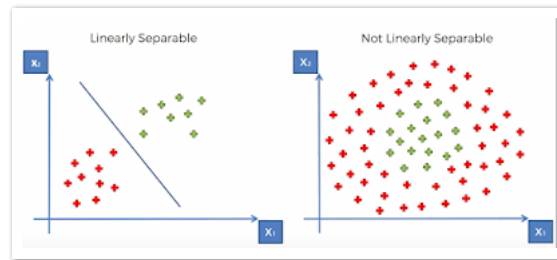 Linearly Separable
Not Linearly Separable
X₂
X₂
X₁
X₁